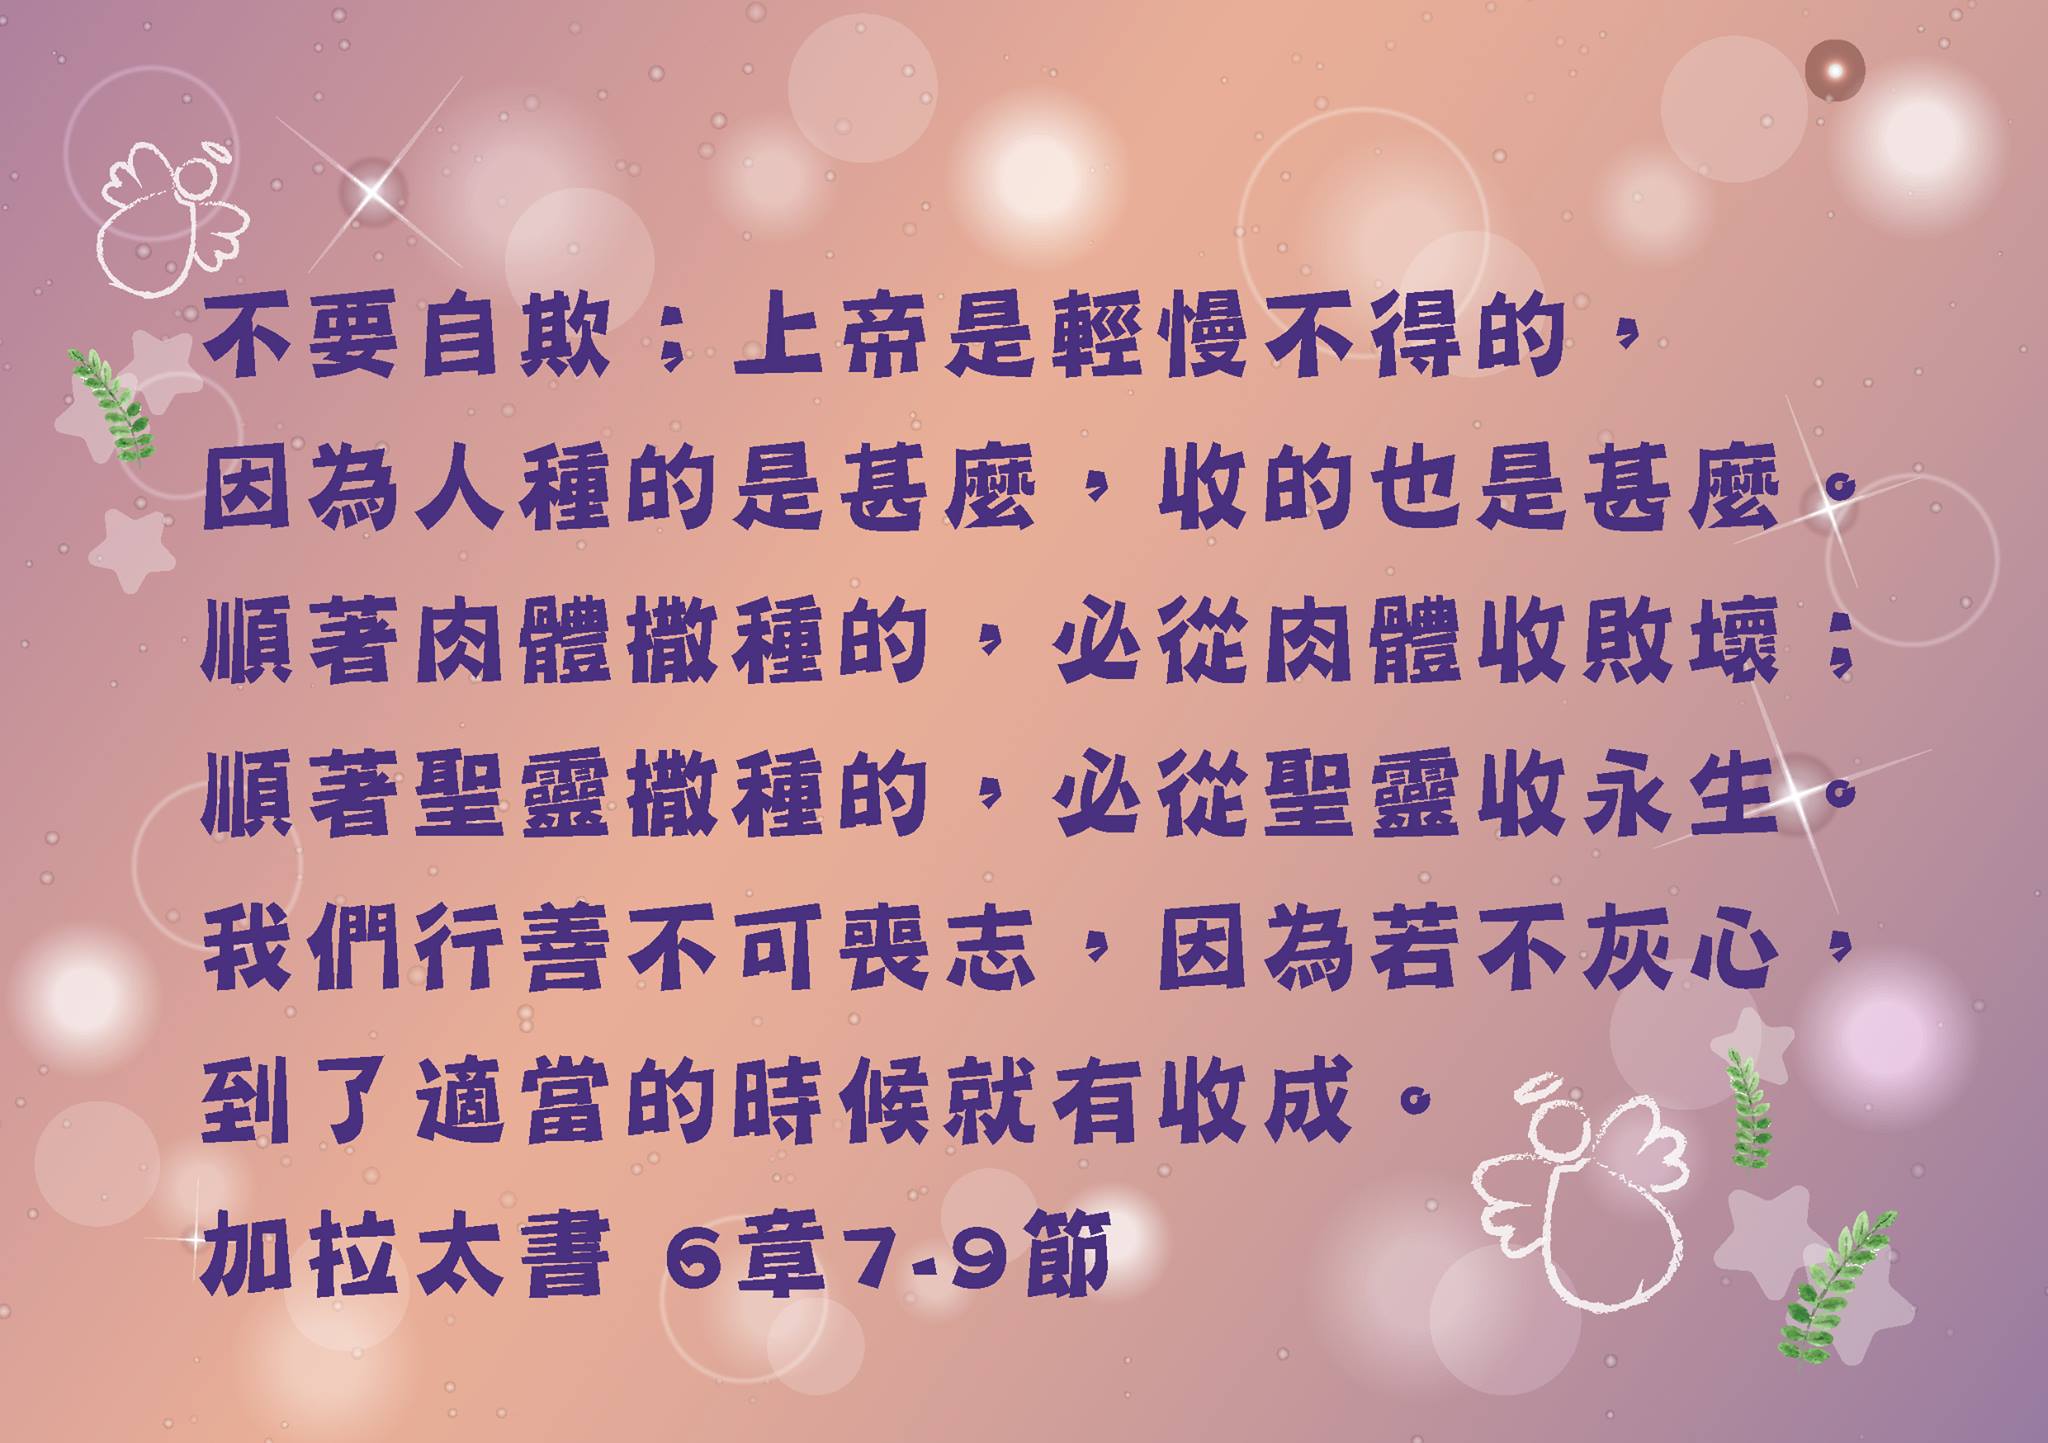 不要自欺；上帝是輕慢不得的，
因為人種的是甚麼，收的也是甚麼。
順著肉體撒種的，必從肉體收敗壞；
順著聖靈撒種的，必從聖靈收永生。
我們行善不可喪志，因為若不灰心，
到了適當的時候就有收成。
加拉太書 6章7-9節